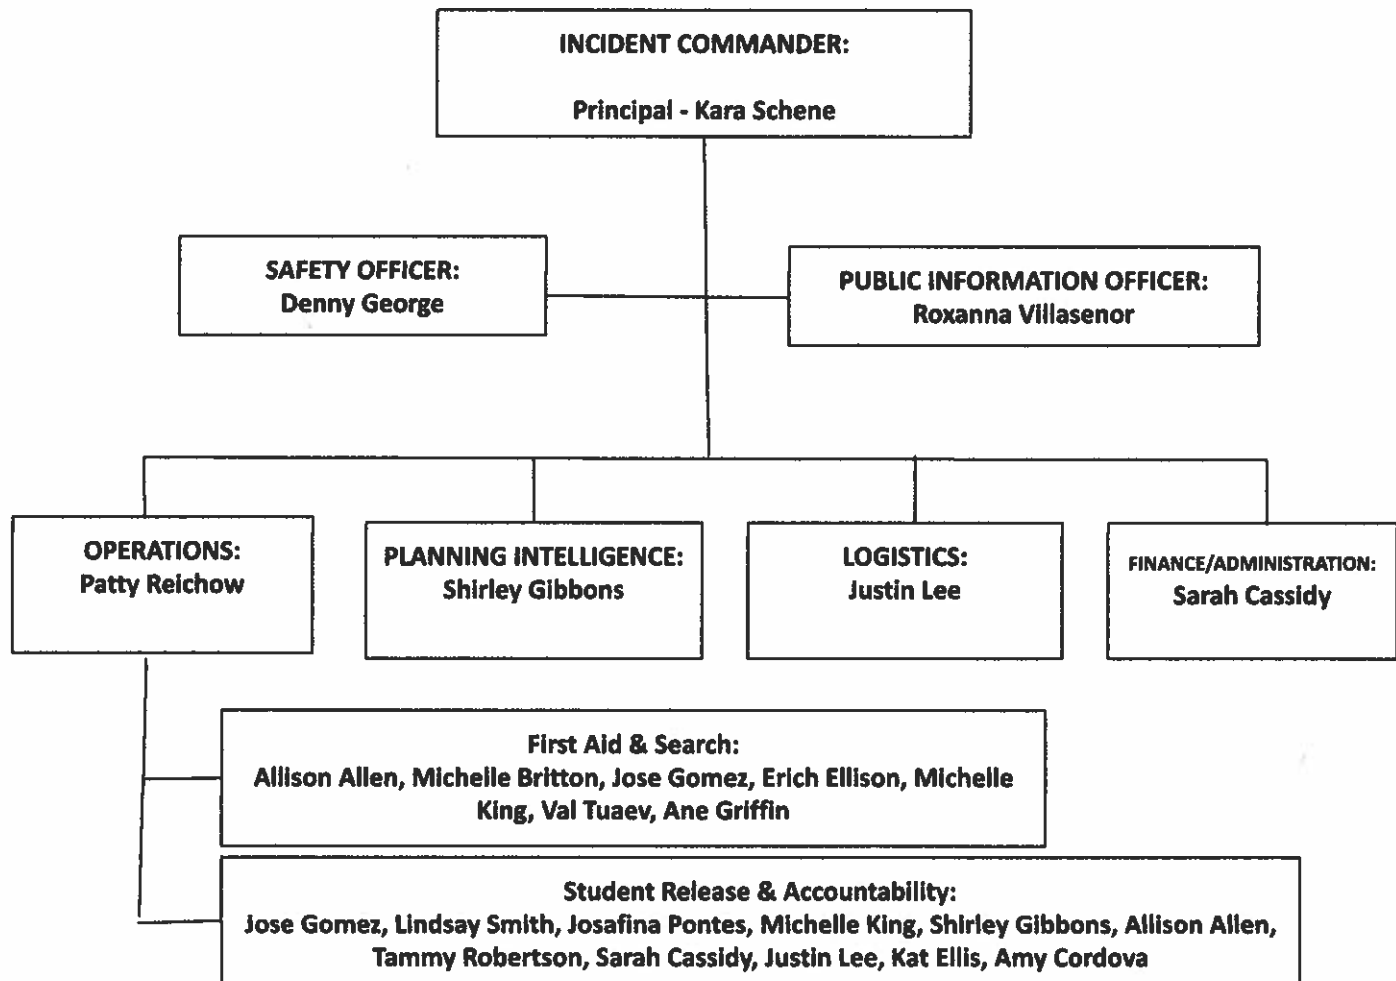 INCIDENT COMMANDER:
Principal - Kara Schene
SAFETY OFFICER:
Denny George
PUBLIC INFORMATION OFFICER:
Roxanna Villasenor
OPERATIONS:
Patty Reichow
PLANNING INTELLIGENCE:
Shirley Gibbons
LOGISTICS:
Justin Lee
FINANCE/ADMINISTRATION:
Sarah Cassidy
First Aid & Search:
Allison Allen, Michelle Britton, Jose Gomez, Erich Ellison, Michelle
King, Val Tuaev, Ane Griffin
Student Release & Accountability:
Jose Gomez, Lindsay Smith, Josafina Pontes, Michelle King, Shirley Gibbons, Allison Allen,
Tammy Robertson, Sarah Cassidy, Justin Lee, Kat Ellis, Amy Cordova